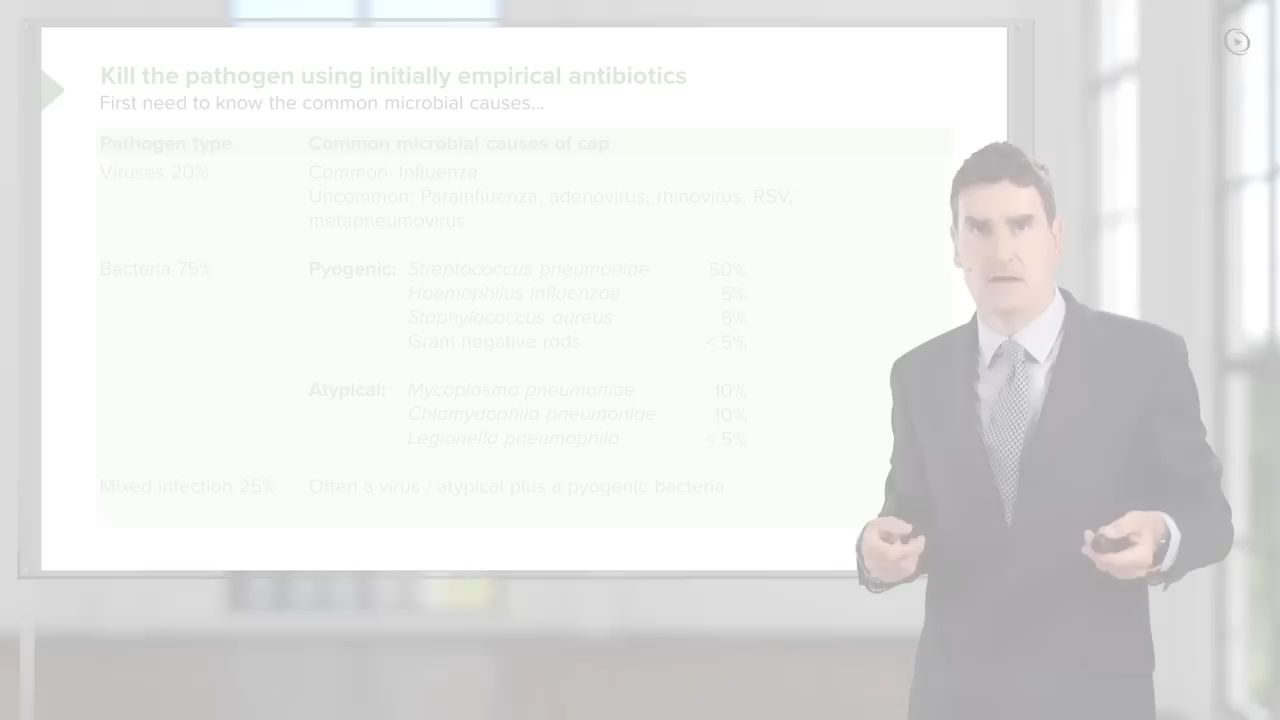 Kill the pathogen using initially empirical antibiotics
First need to know the common microbial causes...
Pathogen type Common microbial causes of cap
Viruses 20% Common: Influenza
Uncommon: Parainfluenza, adenovirus, rhinovirus, RSV,
metapneumovirus
Bacteria 75% Pyogenic: Streptococcus pneumoniae 50%
Haemophilus influenzae 5%
Staphylococcus aureus 5%
Gram negative rods < 5%
Atypical: Mycoplasma pneumoniae 10%
Chlamydophila pneumoniae 10%
Legionella pneumophila < 5%
Mixed infection 25% Often a virus / atypical plus a pyogenic bacteria